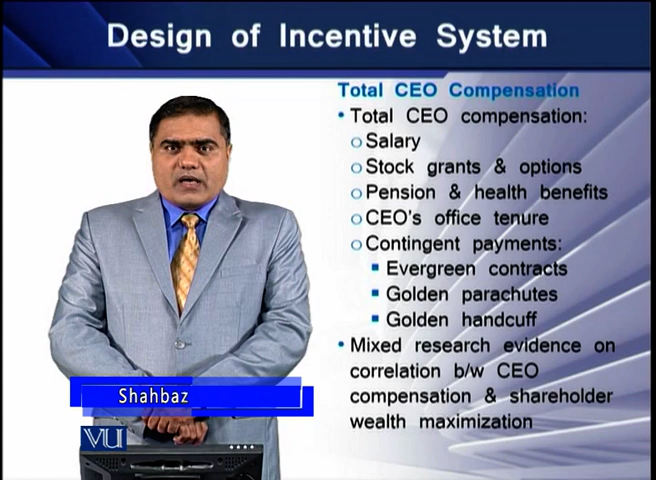 Design of Incentive System
Total CEO Compensation
• Total CEO compensation:
o Salary
o Stock grants & options
o Pension & health benefits
o CEO's office tenure
o Contingent payments:
▪ Evergreen contracts
▪ Golden parachutes
▪ Golden handcuff
• Mixed research evidence on
correlation b/w CEO
compensation & shareholder
wealth maximization
Shahbaz
VU